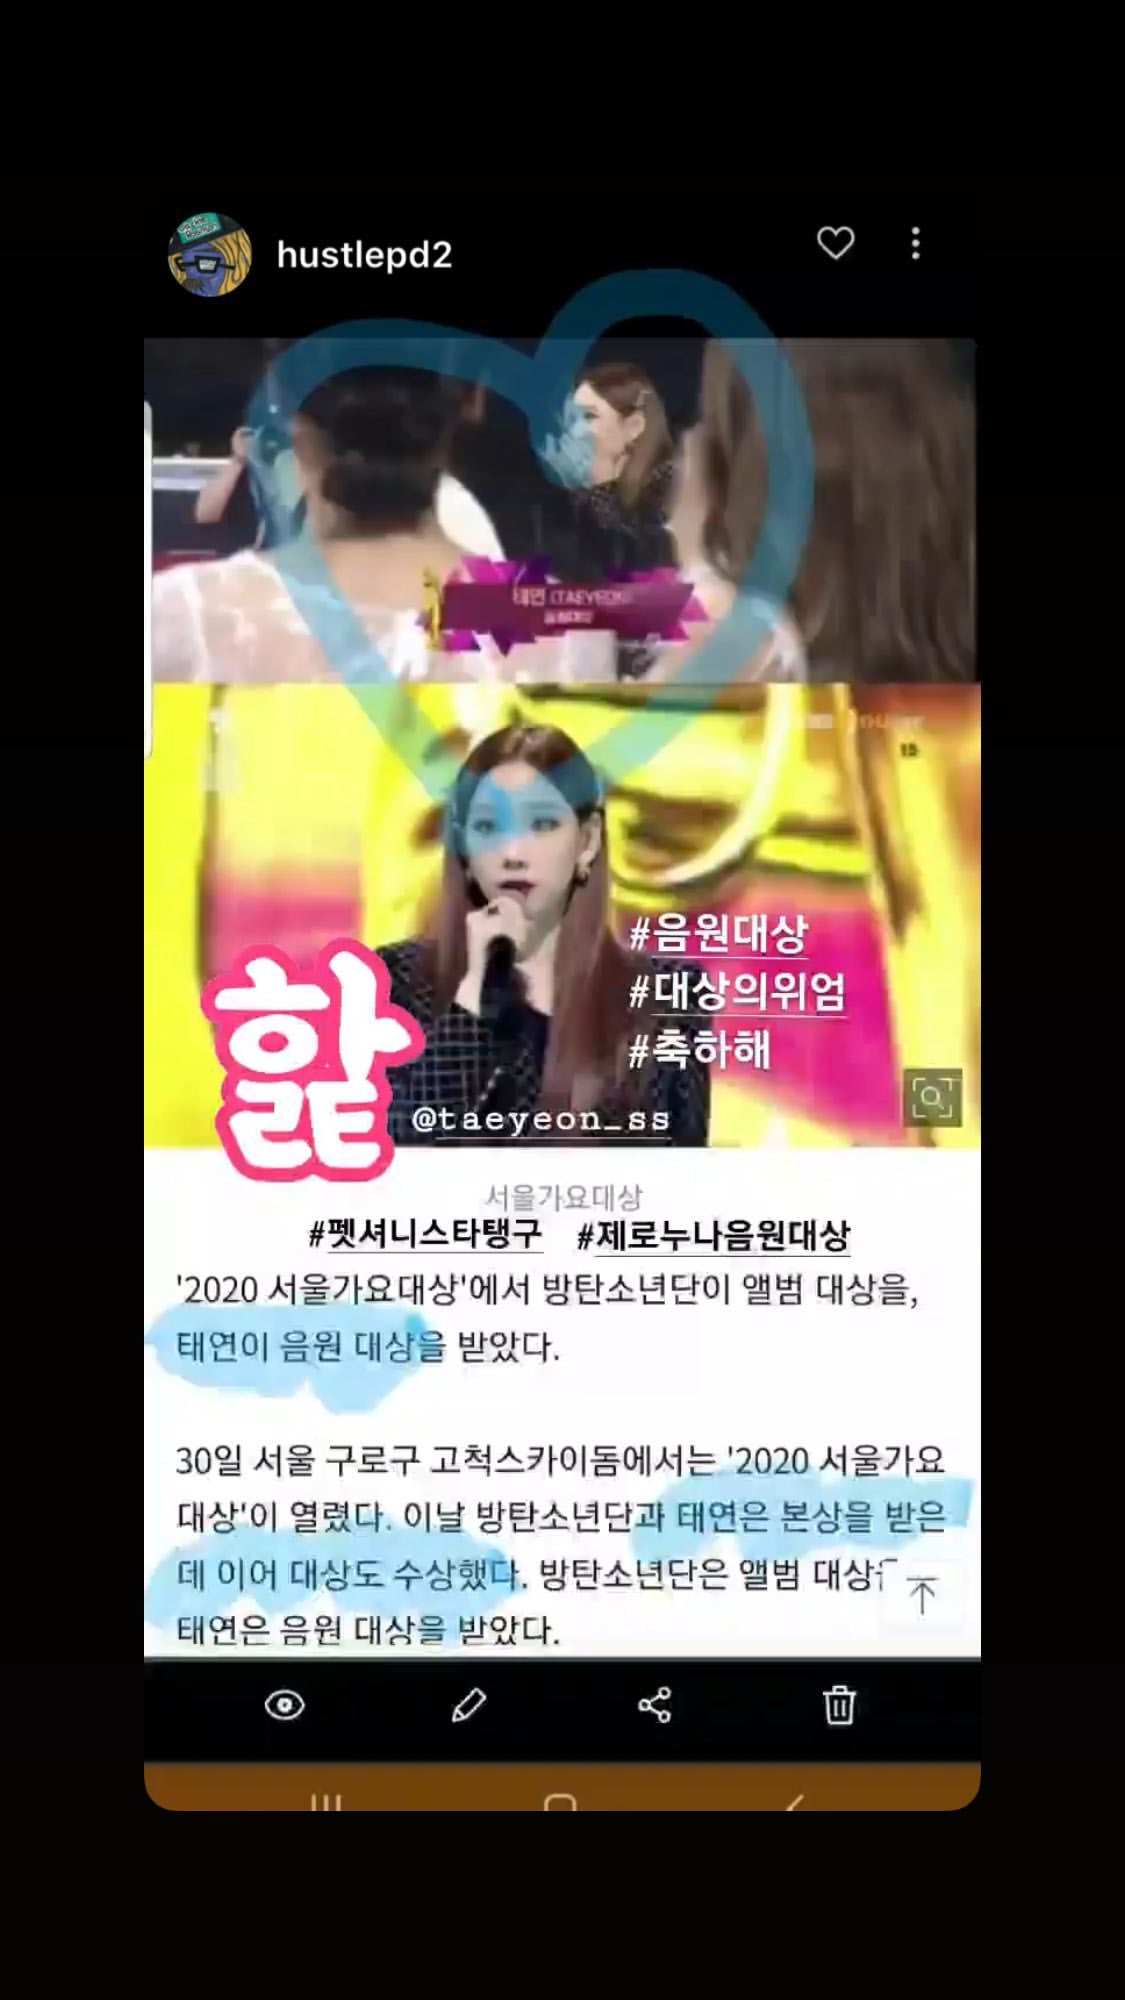 hustlepd2
태연 (TAEYEON)
핥
#음원대상
#대상의위엄
#축하해
@taeyeon_ss
서울가요대상
#펫셔니스타탱구 #제로누나음원대상
'2020 서울가요대상'에서 방탄소년단이 앨범 대상을,
태연이 음원 대상을 받았다.
30일 서울 구로구 고척스카이돔에서는 '2020 서울가요
대상'이 열렸다. 이날 방탄소년단과 태연은 본상을 받은
데 이어 대상도 수상했다. 방탄소년단은 앨범 대상을
태연은 음원 대상을 받았다.